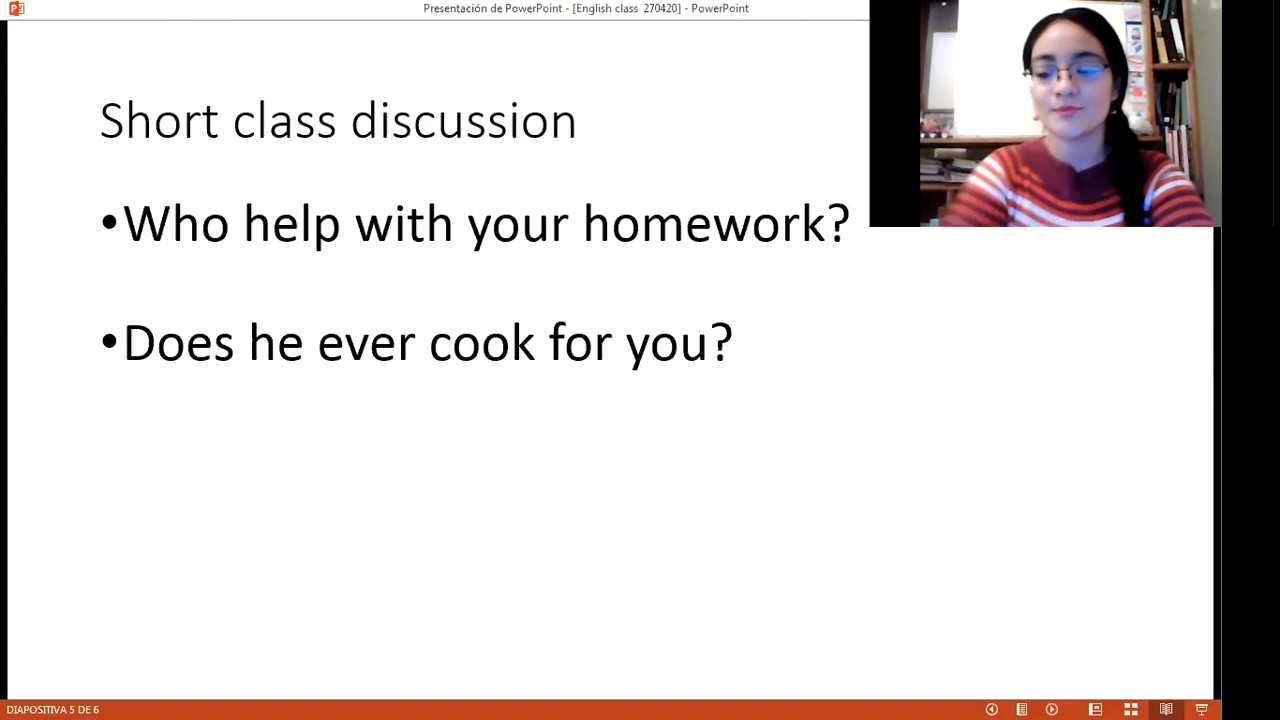 Presentación de PowerPoint - [English class 270420] - PowerPoint
Short class discussion
•Who help with your homework?
•Does he ever cook for you?
DIAPOSITIVA 5 DE 6